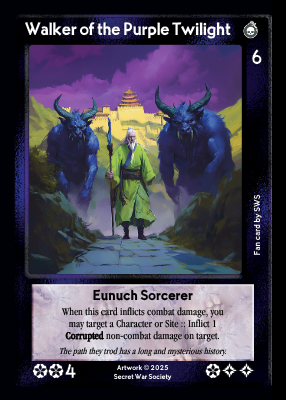 Walker of the Purple Twilight
6
Fan card by SWS
Eunuch Sorcerer
When this card inflicts combat damage, you
may target a Character or Site :: Inflict 1
Corrupted non-combat damage on target.
The path they trod has a long and mysterious history.
4
Artwork © 2025
Secret War Society